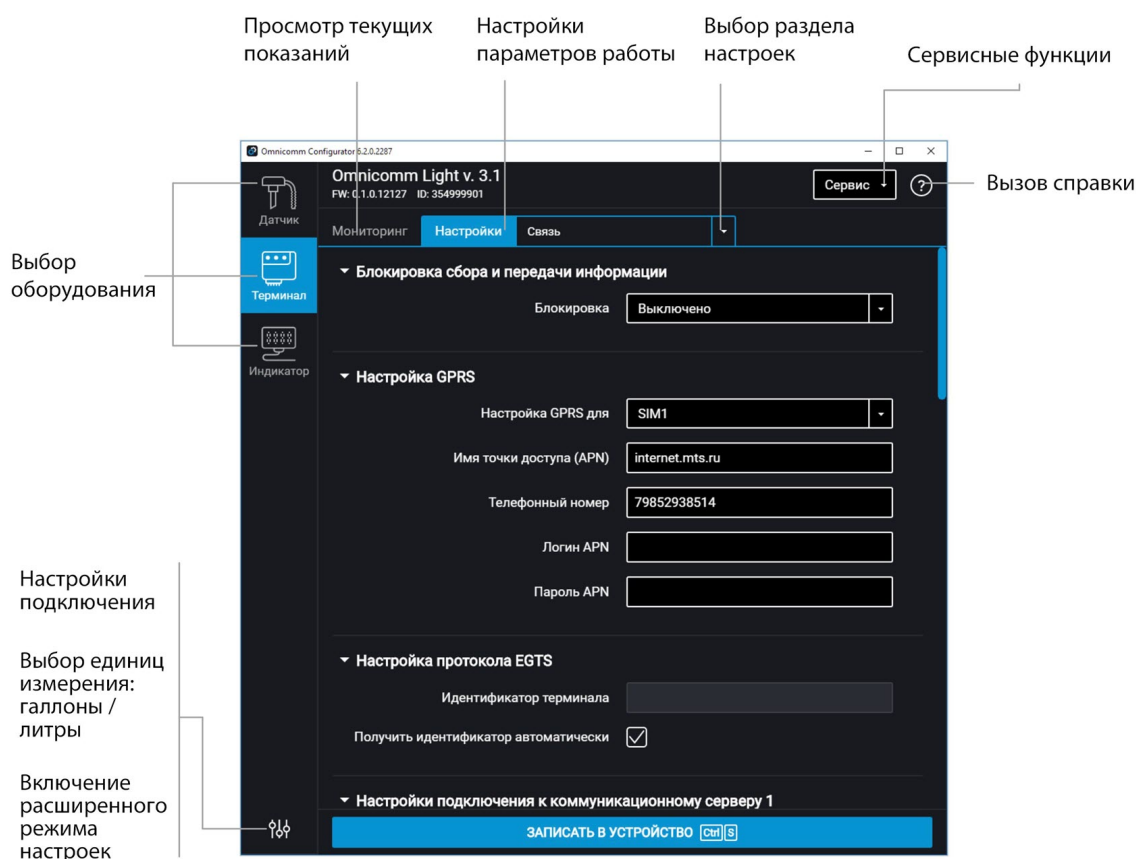 Просмотр текущих
показаний
Настройки
параметров работы
Выбор раздела
настроек
Сервисные функции
Omnicomm Configurator 6.2.0.2287
Omnicomm Light v. 3.1
FW: 0.1.0.12127 ID: 354999901
Сервис
?
Вызов справки
Датчик
Мониторинг
Настройки
Связь
Выбор
оборудования
Терминал
Индикатор
Блокировка сбора и передачи информации
Блокировка
Выключено
Настройка GPRS
Настройка GPRS для
SIM1
Имя точки доступа (APN)
internet.mts.ru
Телефонный номер
79852938514
Логин APN
Пароль APN
Настройка протокола EGTS
Идентификатор терминала
Получить идентификатор автоматически
Настройки подключения к коммуникационному серверу 1
ЗАПИСАТЬ В УСТРОЙСТВО Ctrl S
Настройки
подключения
Выбор единиц
измерения:
галлоны /
литры
Включение
расширенного
режима
настроек